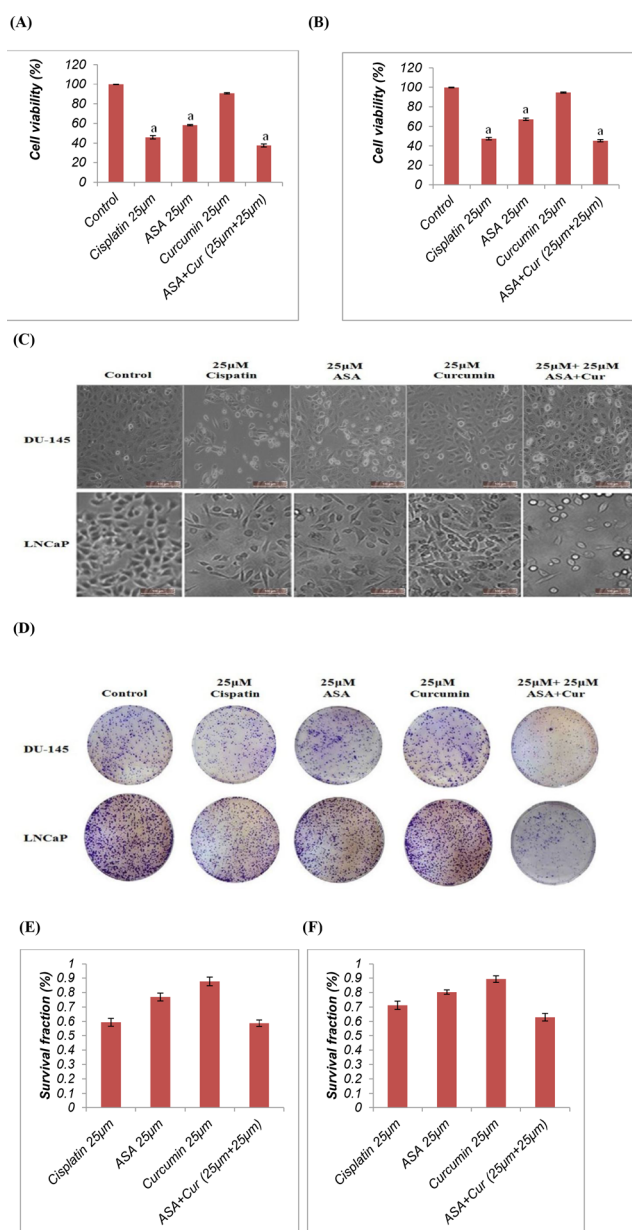 (A)
Cell viability (%)
120
100
80
60
40
20
0
a
a
a
Control
Cisplatin 25µm
ASA 25µm
Curcumin 25µm
ASA+Cur (25µm+25µm)
(B)
Cell viability (%)
120
100
80
60
40
20
0
a
a
a
Control
Cisplatin 25µm
ASA 25µm
Curcumin 25µm
ASA+Cur (25µm+25µm)
(C)
Control
25µM
Cispatin
25µM
ASA
25µM
Curcumin
25µM+ 25µM
ASA+Cur
DU-145
LNCaP
(D)
Control
25µM
Cispatin
25µM
ASA
25µM
Curcumin
25µM+ 25µM
ASA+Cur
DU-145
LNCaP
(E)
Survival fraction (%)
1
0.9
0.8
0.7
0.6
0.5
0.4
0.3
0.2
0.1
0
Cisplatin 25µm
ASA 25µm
Curcumin 25µm
ASA+Cur (25µm+25µm)
(F)
Survival fraction (%)
1
0.9
0.8
0.7
0.6
0.5
0.4
0.3
0.2
0.1
0
Cisplatin 25µm
ASA 25µm
Curcumin 25µm
ASA+Cur (25µm+25µm)